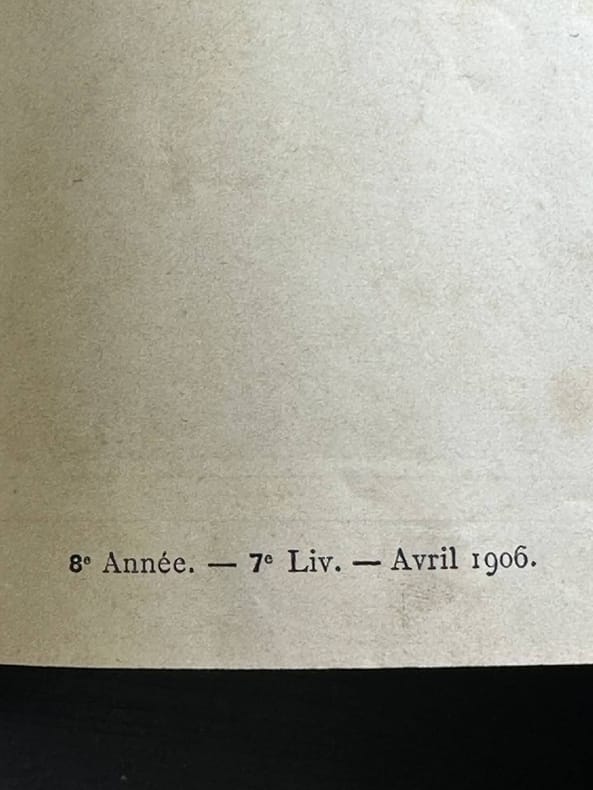 8e Année. — 7e Liv. — Avril 1906.